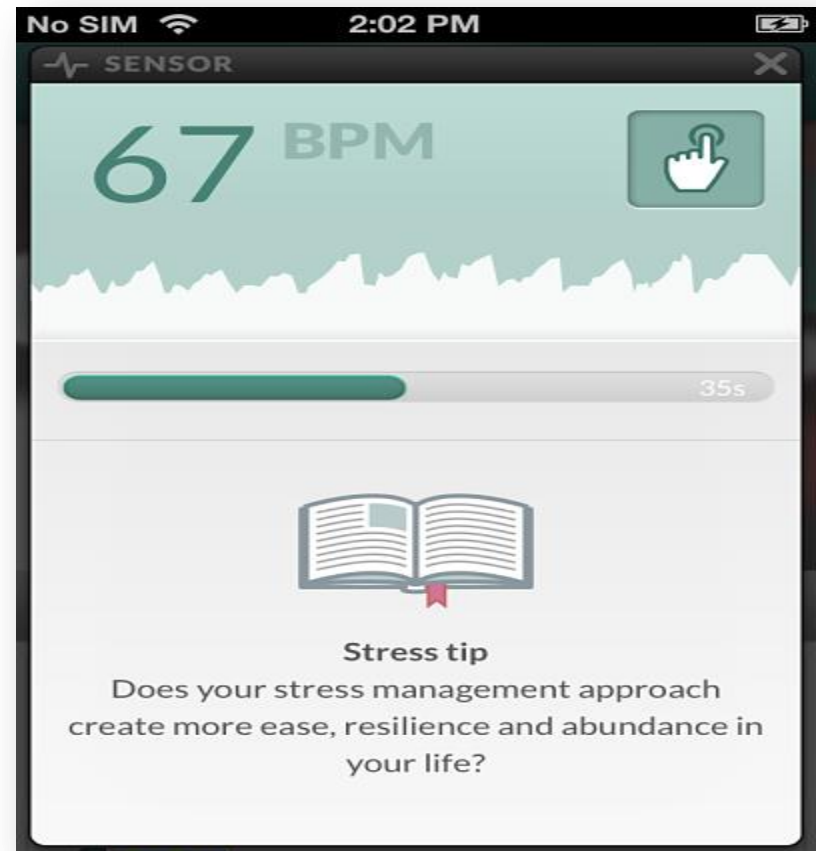 No SIM 2:02 PM
SENSOR
67 BPM
35s
Stress tip
Does your stress management approach
create more ease, resilience and abundance in
your life?